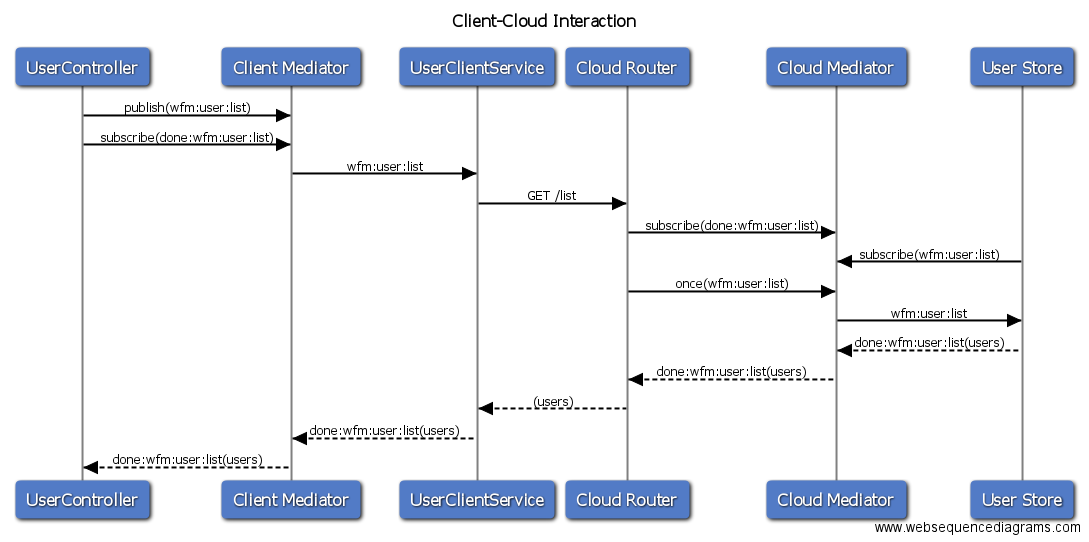 Client-Cloud Interaction
UserController Client Mediator UserClientService Cloud Router Cloud Mediator User Store
publish(wfm:user:list)
subscribe(done:wfm:user:list)
wfm:user:list
GET /list
subscribe(done:wfm:user:list)
subscribe(wfm:user:list)
once(wfm:user:list)
wfm:user:list
done:wfm:user:list(users)
done:wfm:user:list(users)
(users)
done:wfm:user:list(users)
done:wfm:user:list(users)
UserController Client Mediator UserClientService Cloud Router Cloud Mediator User Store
www.websequencediagrams.com